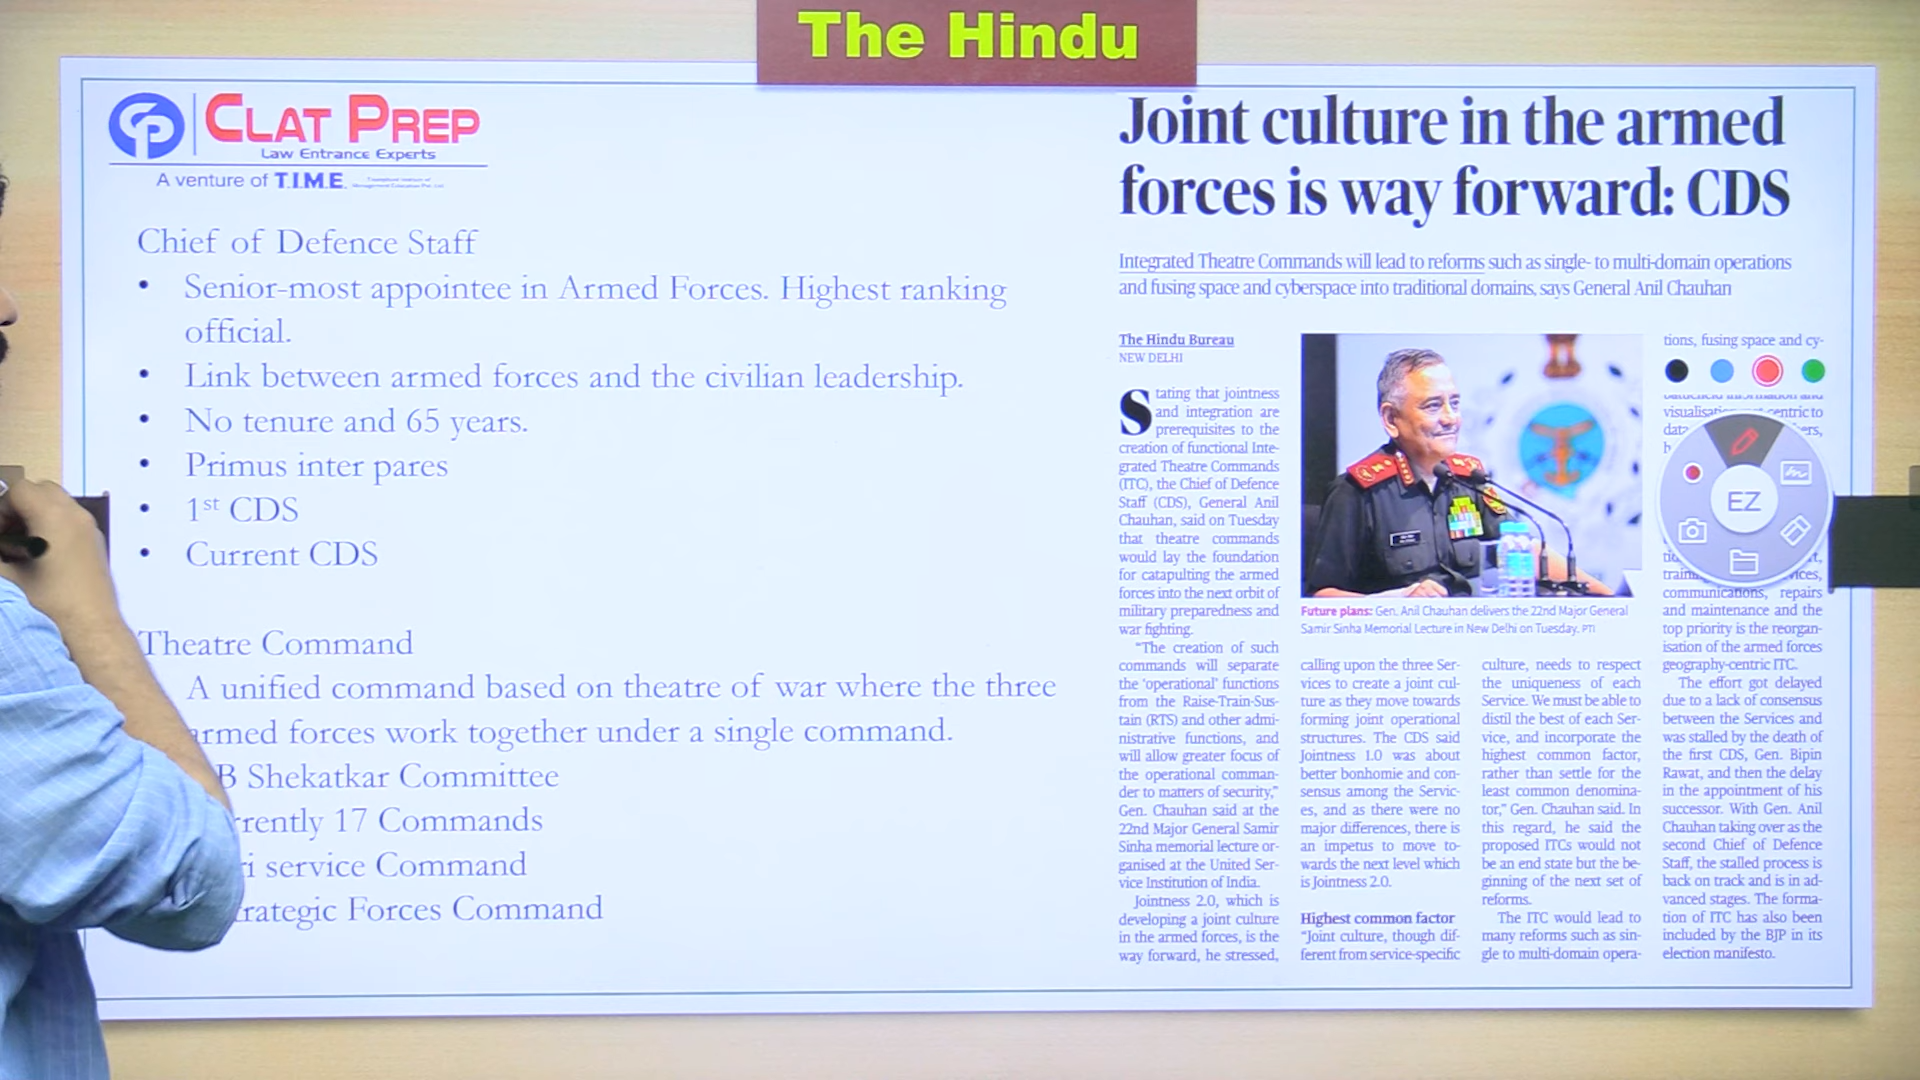 The Hindu
CLAT PREP
Law Entrance Experts
A venture of T.I.M.E.
Chief of Defence Staff
• Senior-most appointee in Armed Forces. Highest ranking
official.
• Link between armed forces and the civilian leadership.
• No tenure and 65 years.
• Primus inter pares
• 1st CDS
• Current CDS
Theatre Command
A unified command based on theatre of war where the three
armed forces work together under a single command.
B Shekatkar Committee
rrently 17 Commands
ri service Command
trategic Forces Command
Joint culture in the armed
forces is way forward: CDS
Integrated Theatre Commands will lead to reforms such as single- to multi-domain operations
and fusing space and cyberspace into traditional domains, says General Anil Chauhan
The Hindu Bureau
NEW DELHI
Stating that jointness
and integration are
prerequisites to the
creation of functional Inte-
grated Theatre Commands
(ITC), the Chief of Defence
Staff (CDS), General Anil
Chauhan, said on Tuesday
that theatre commands
would lay the foundation
for catapulting the armed
forces into the next orbit of
military preparedness and
war fighting.
“The creation of such
commands will separate
the ‘operational’ functions
from the Raise-Train-Sus-
tain (RTS) and other admi-
nistrative functions, and
will allow greater focus of
the operational comman-
der to matters of security,”
Gen. Chauhan said at the
22nd Major General Samir
Sinha memorial lecture or-
ganised at the United Ser-
vice Institution of India.
Jointness 2.0, which is
developing a joint culture
in the armed forces, is the
way forward, he stressed,
Future plans: Gen. Anil Chauhan delivers the 22nd Major General
Samir Sinha Memorial Lecture in New Delhi on Tuesday. PTI
calling upon the three Ser-
vices to create a joint cul-
ture as they move towards
forming joint operational
structures. The CDS said
Jointness 1.0 was about
better bonhomie and con-
sensus among the Servic-
es, and as there were no
major differences, there is
an impetus to move to-
wards the next level which
is Jointness 2.0.
Highest common factor
“Joint culture, though dif-
ferent from service-specific
culture, needs to respect
the uniqueness of each
Service. We must be able to
distil the best of each Ser-
vice, and incorporate the
highest common factor,
rather than settle for the
least common denomina-
tor,” Gen. Chauhan said. In
this regard, he said the
proposed ITCs would not
be an end state but the be-
ginning of the next set of
reforms.
The ITC would lead to
many reforms such as sin-
gle to multi-domain opera-
tions, fusing space and cy-
centric to
EZ
communications, repairs
and maintenance and the
top priority is the reorgan-
isation of the armed forces
geography-centric ITC.
The effort got delayed
due to a lack of consensus
between the Services and
was stalled by the death of
the first CDS, Gen. Bipin
Rawat, and then the delay
in the appointment of his
successor. With Gen. Anil
Chauhan taking over as the
second Chief of Defence
Staff, the stalled process is
back on track and is in ad-
vanced stages. The forma-
tion of ITC has also been
included by the BJP in its
election manifesto.